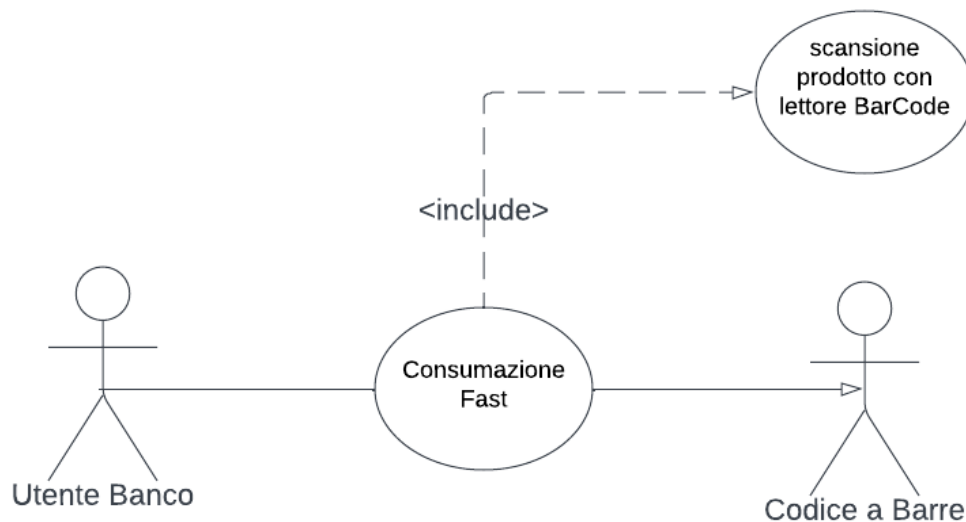 scansione
prodotto con
lettore BarCode
<include>
Consumazione
Fast
Utente Banco
Codice a Barre